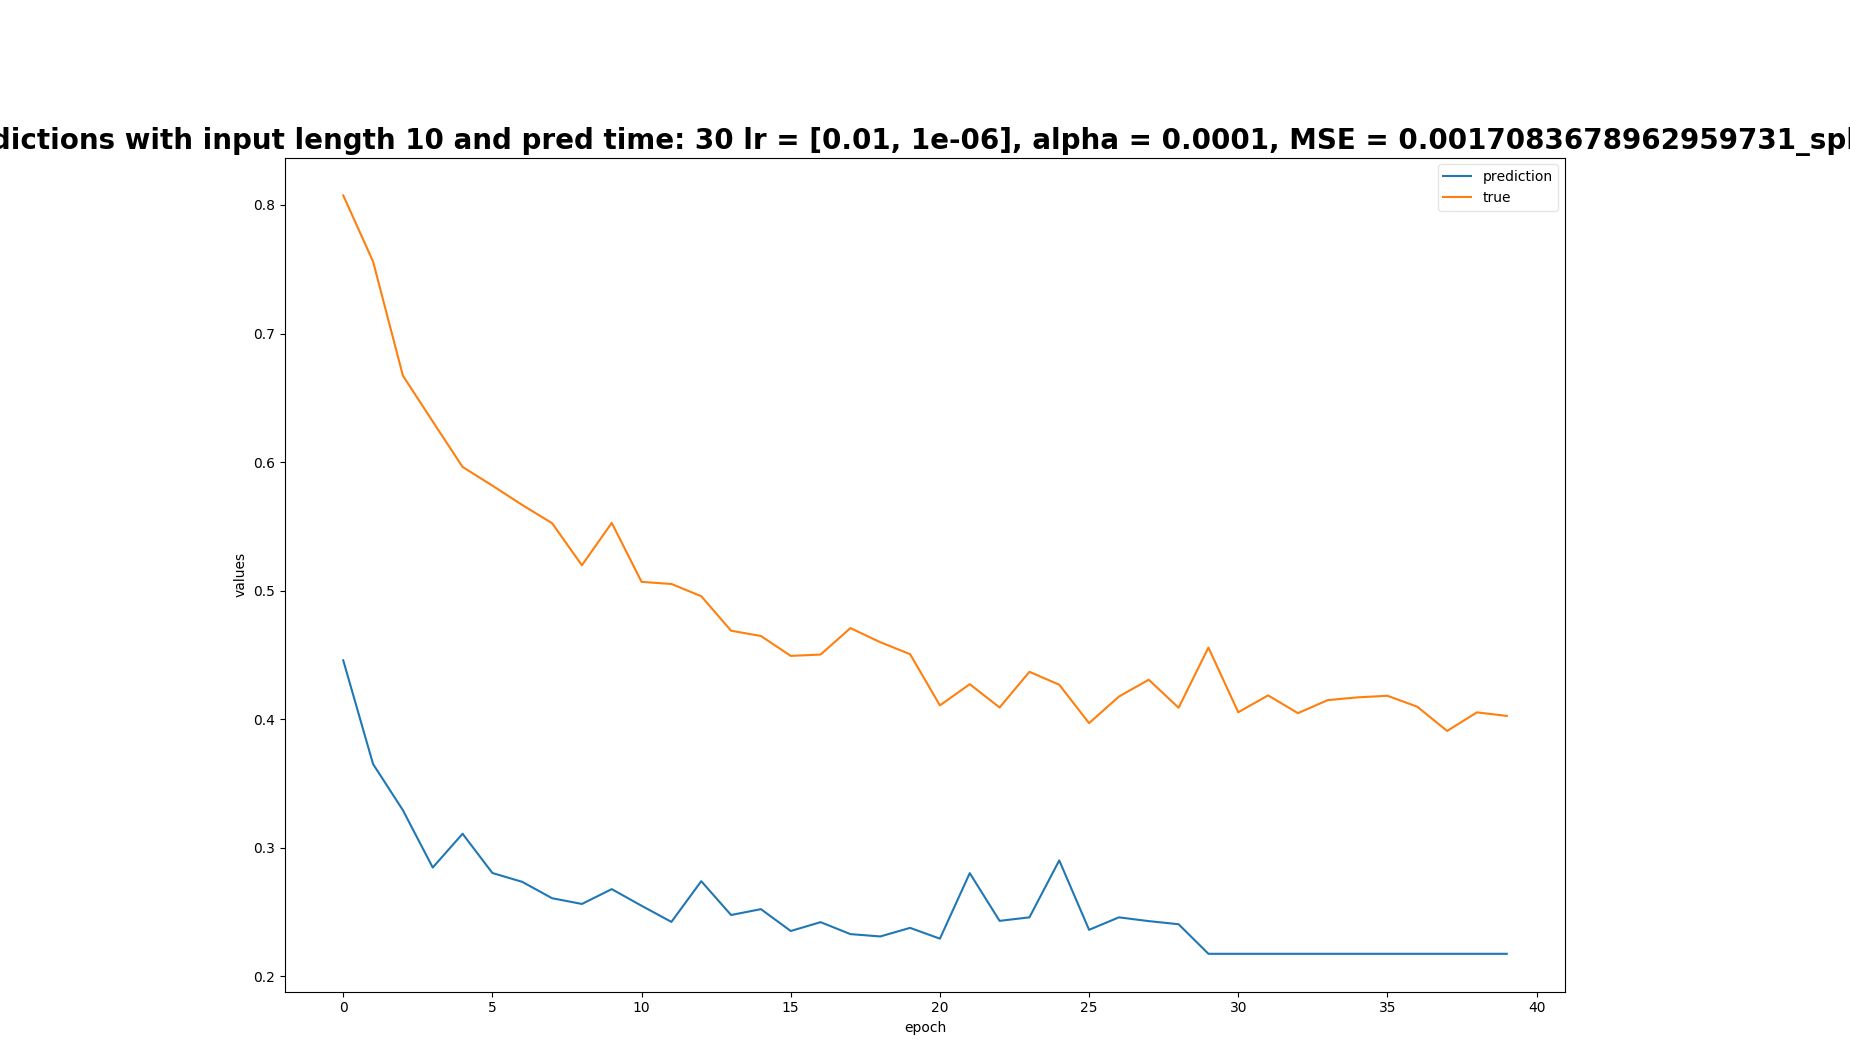 dictions with input length 10 and pred time: 30 lr = [0.01, 1e-06], alpha = 0.0001, MSE = 0.0017083678962959731_spl
prediction
true
0.8
0.7
0.6
0.5
0.4
0.3
0.2
values
0 5 10 15 20 25 30 35 40
epoch